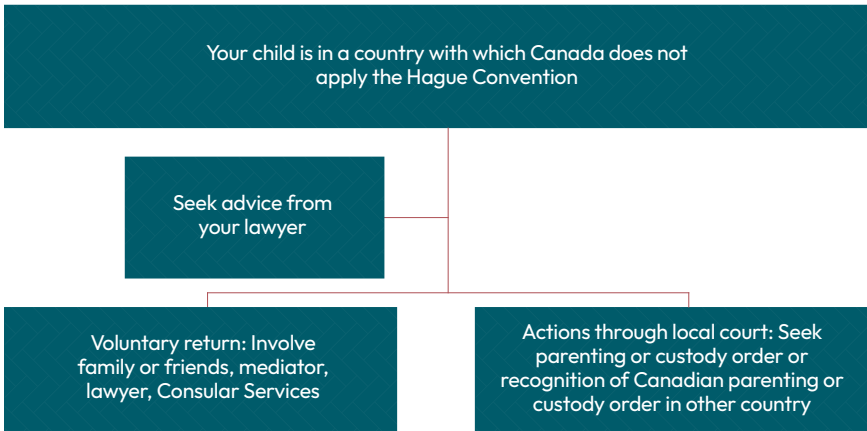 Your child is in a country with which Canada does not
apply the Hague Convention
Seek advice from
your lawyer
Voluntary return: Involve
family or friends, mediator,
lawyer, Consular Services
Actions through local court: Seek
parenting or custody order or
recognition of Canadian parenting or
custody order in other country